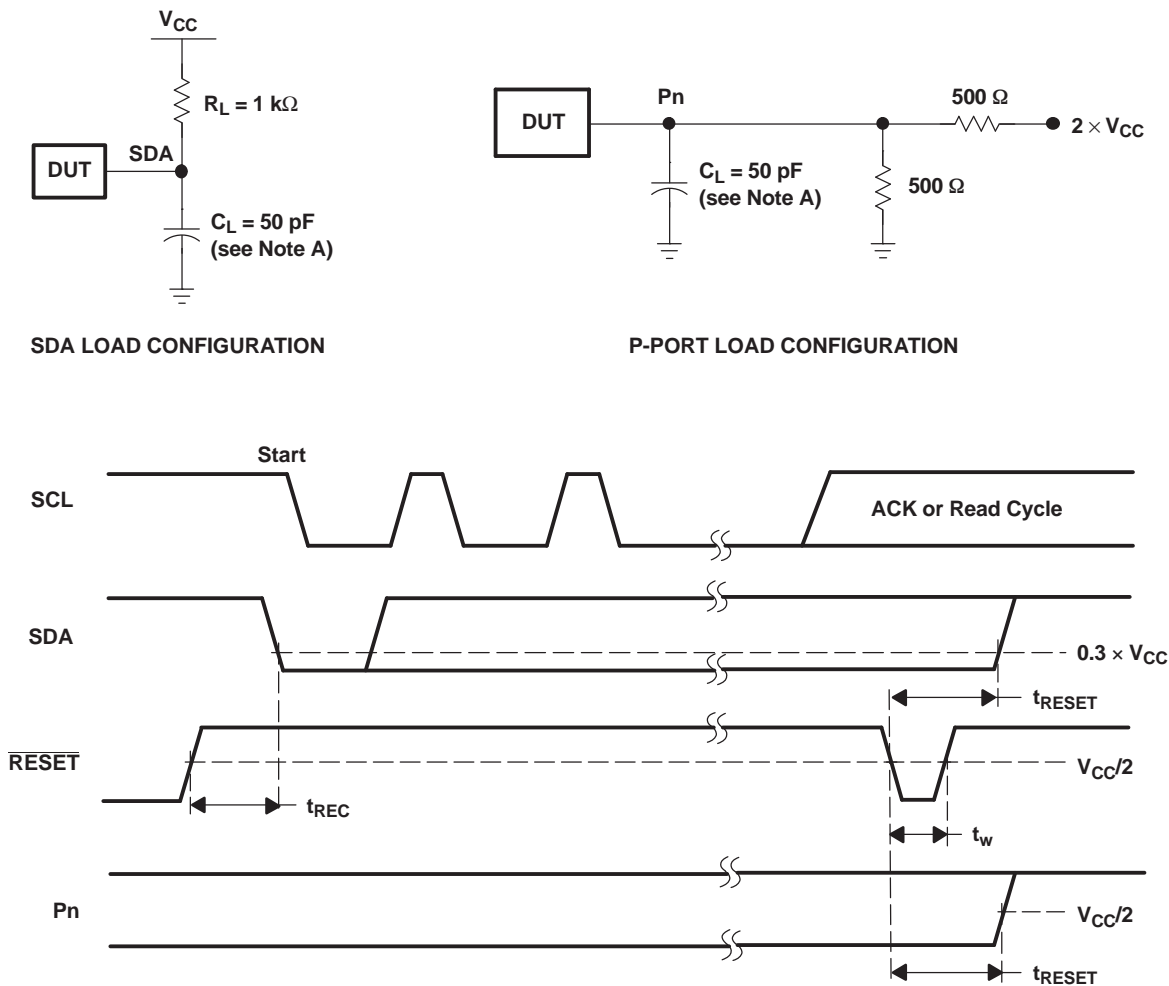 VCC
RL = 1 kΩ
DUT
SDA
CL = 50 pF
(see Note A)
SDA LOAD CONFIGURATION
DUT
Pn
500 Ω
2 × VCC
CL = 50 pF
(see Note A)
500 Ω
P-PORT LOAD CONFIGURATION
Start
SCL
ACK or Read Cycle
SDA
0.3 × VCC
tRESET
RESET
VCC/2
tREC
tw
Pn
VCC/2
tRESET